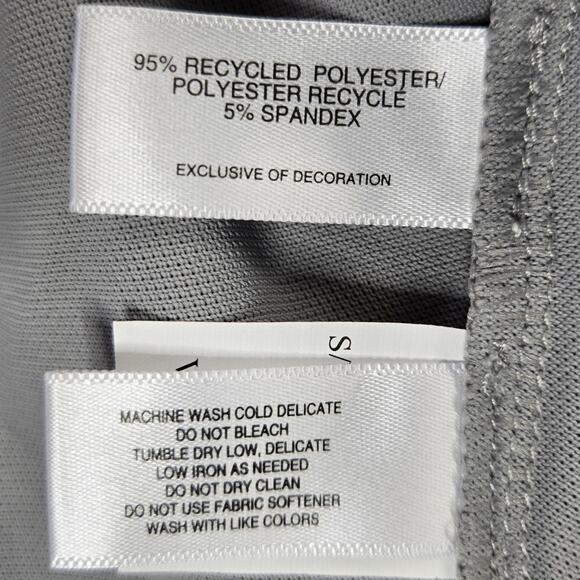 95% RECYCLED POLYESTER/
POLYESTER RECYCLÉ
5% SPANDEX
EXCLUSIVE OF DECORATION
S/
MACHINE WASH COLD DELICATE
DO NOT BLEACH
TUMBLE DRY LOW, DELICATE
LOW IRON AS NEEDED
DO NOT DRY CLEAN
DO NOT USE FABRIC SOFTENER
WASH WITH LIKE COLORS